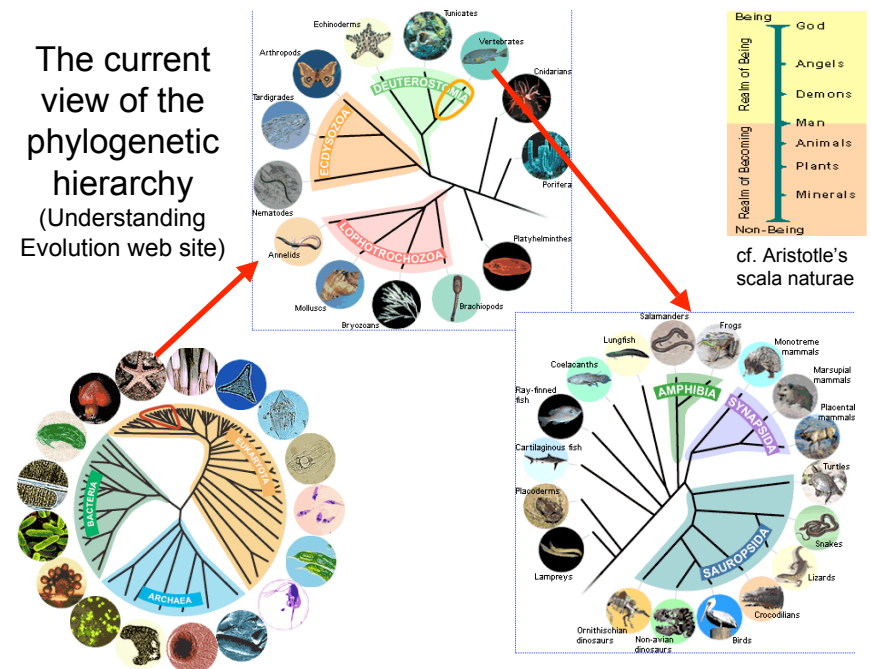 The current
view of the
phylogenetic
hierarchy
(Understanding
Evolution web site)
Echinoderms
Tunicates
Vertebrates
Cnidarians
Porifera
Platyhelminthes
Brachiopods
Bryozoans
Molluscs
Annelids
Nematodes
Tardigrades
Arthropods
DEUTEROSTOMIA
ECDYSOZOA
LOPHOTROCHOZOA
Being
God
Angels
Demons
Man
Animals
Plants
Minerals
Non-Being
Realm of Being
Realm of Becoming
cf. Aristotle's
scala naturae
BACTERIA
EUKARYOTA
ARCHAEA
Salamanders
Frogs
Monotreme
mammals
Marsupial
mammals
Placental
mammals
Turtles
Snakes
Lizards
Crocodilians
Birds
Non-avian
dinosaurs
Ornithischian
dinosaurs
Lampreys
Placoderms
Cartilaginous fish
Ray-finned
fish
Coelacanths
Lungfish
AMPHIBIA
SYNAPSIDA
SAUROPSIDA